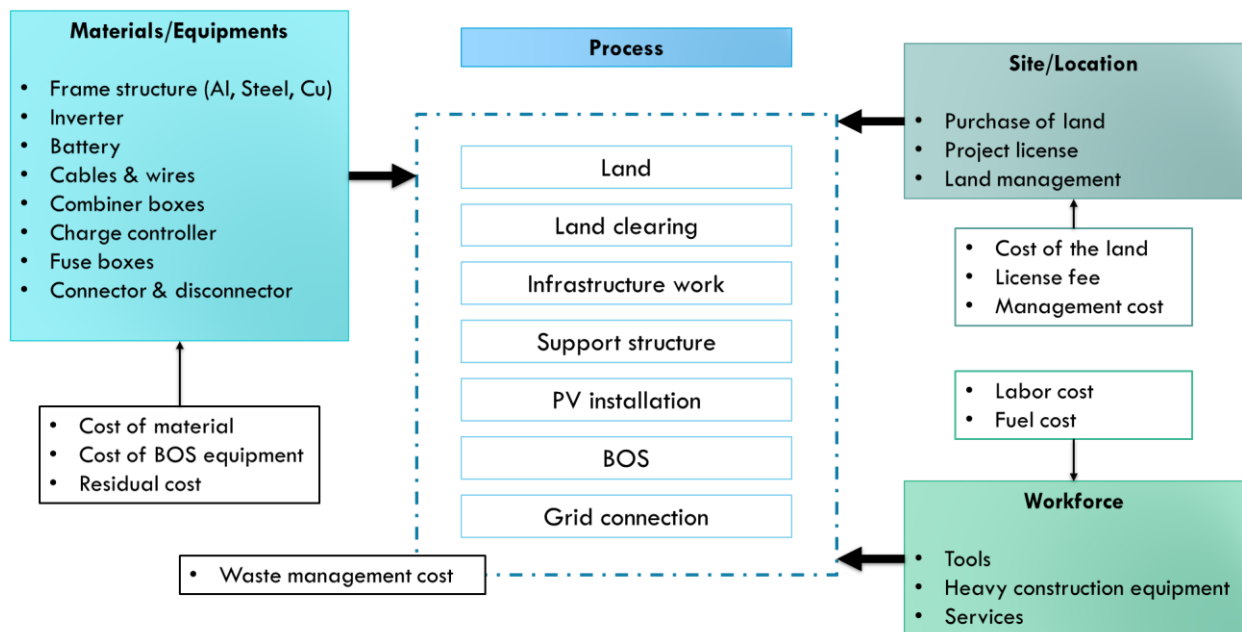 Materials/Equipments
• Frame structure (Al, Steel, Cu)
• Inverter
• Battery
• Cables & wires
• Combiner boxes
• Charge controller
• Fuse boxes
• Connector & disconnector
• Cost of material
• Cost of BOS equipment
• Residual cost
• Waste management cost
Process
Land
Land clearing
Infrastructure work
Support structure
PV installation
BOS
Grid connection
Site/Location
• Purchase of land
• Project license
• Land management
• Cost of the land
• License fee
• Management cost
• Labor cost
• Fuel cost
Workforce
• Tools
• Heavy construction equipment
• Services